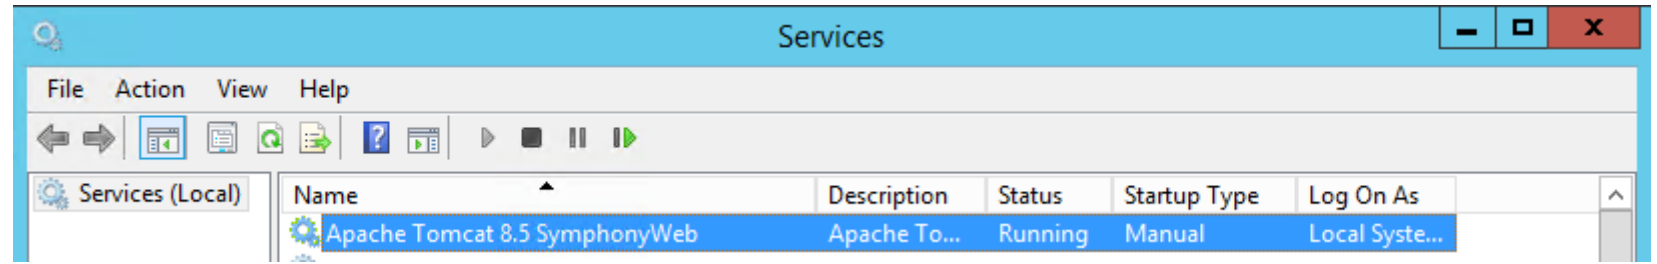 Services
File Action View Help
Services (Local) Name Description Status Startup Type Log On As
Apache Tomcat 8.5 SymphonyWeb Apache To... Running Manual Local Syste...